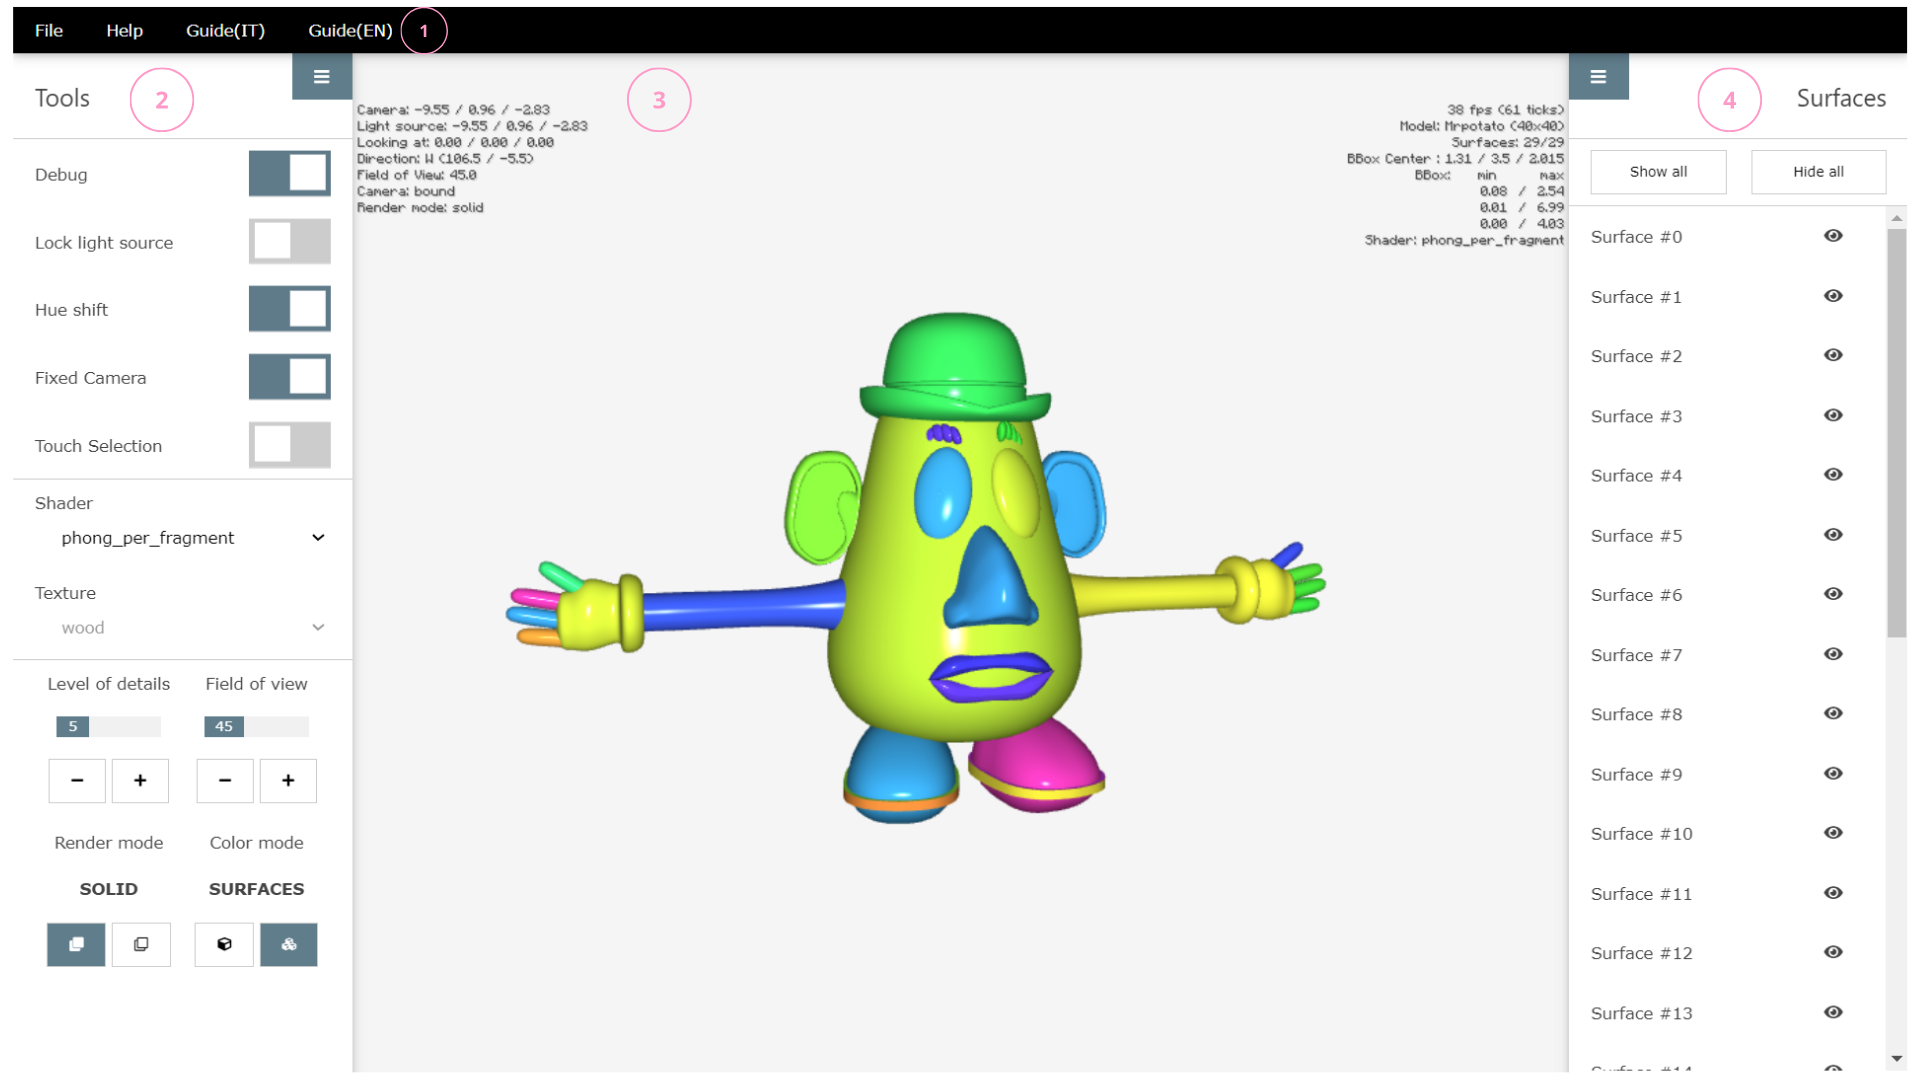 File Help Guide(IT) Guide(EN) 1
Tools 2
Debug
Lock light source
Hue shift
Fixed Camera
Touch Selection
Shader
phong_per_fragment
Texture
wood
Level of details Field of view
5 45
- + - +
Render mode Color mode
SOLID SURFACES
3
Camera: -9.55 / 0.96 / -2.83
Light source: -9.55 / 0.96 / -2.83
Looking at: 0.00 / 0.00 / 0.00
Direction: W (106.5 / -5.5)
Field of View: 45.0
Camera: bound
Render mode: solid
38 fps (61 ticks)
Model: Mrpotato (40x40)
Surfaces: 29/29
BBox Center : 1.31 / 3.5 / 2.015
BBox: min max
0.08 / 2.54
0.01 / 6.99
0.00 / 4.03
Shader: phong_per_fragment
4 Surfaces
Show all Hide all
Surface #0
Surface #1
Surface #2
Surface #3
Surface #4
Surface #5
Surface #6
Surface #7
Surface #8
Surface #9
Surface #10
Surface #11
Surface #12
Surface #13
Surface #14